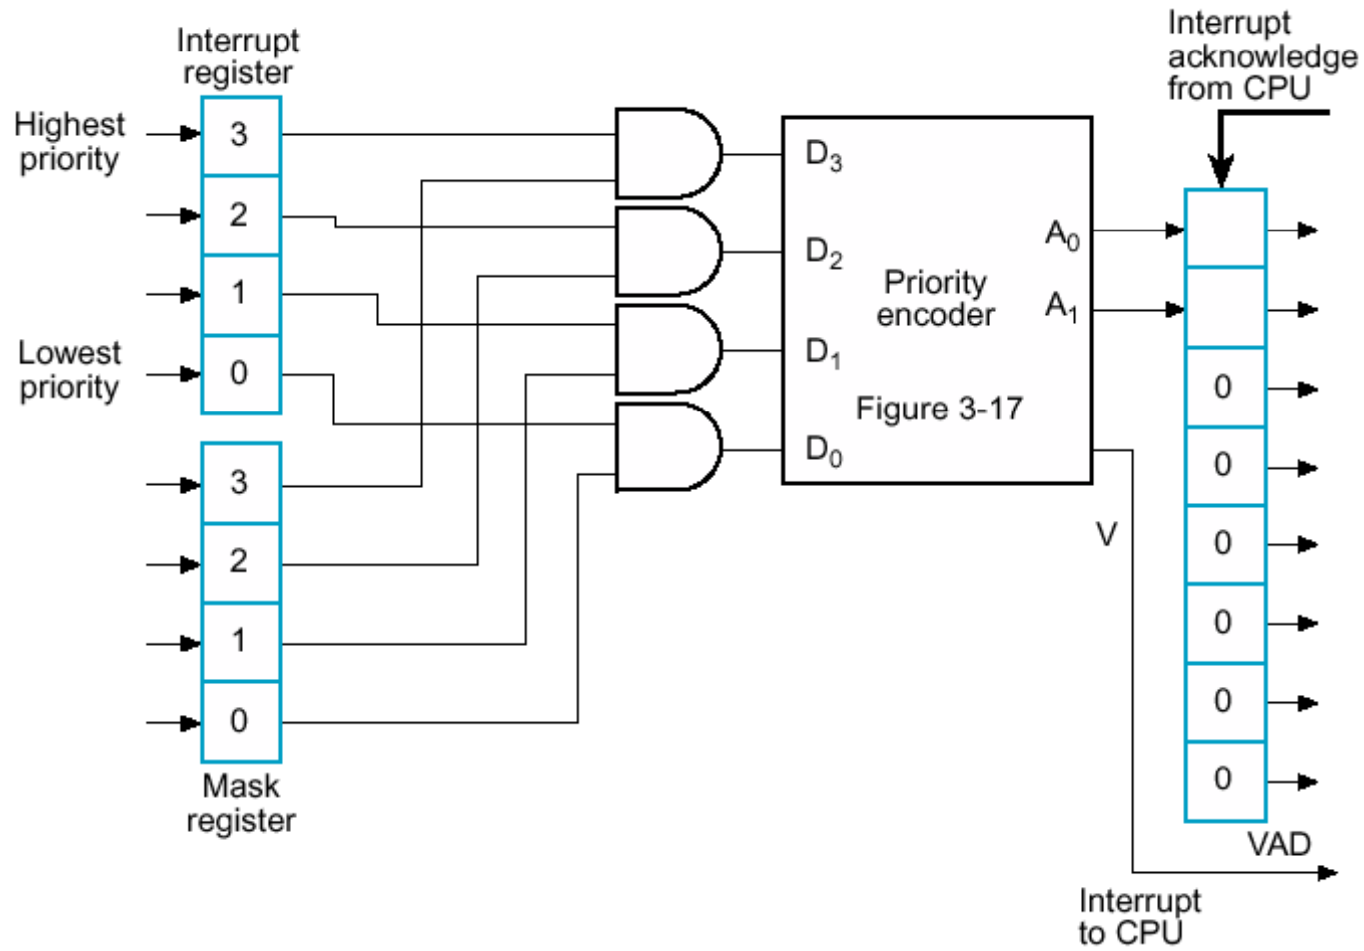 Interrupt
register
Highest
priority
3
2
1
Lowest
priority
0
3
2
1
0
Mask
register
D3
D2
D1
D0
Priority
encoder
Figure 3-17
A0
A1
V
Interrupt
acknowledge
from CPU
0
0
0
0
0
0
VAD
Interrupt
to CPU